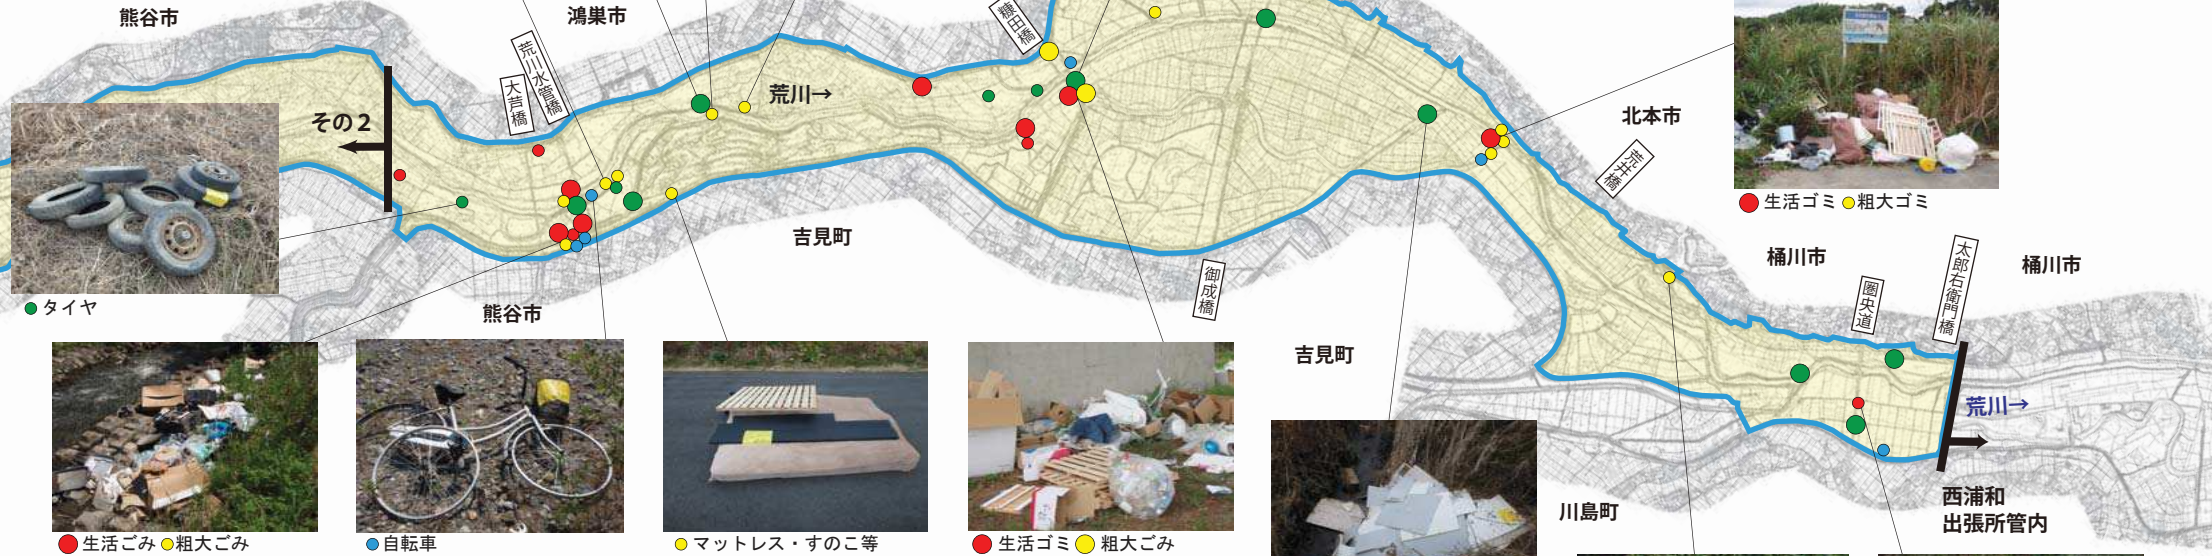 熊谷市
鴻巣市
糠田橋
荒川水管橋
大芦橋
その2
荒川→
北本市
荒井橋
生活ゴミ 粗大ゴミ
吉見町
御成橋
桶川市
圏央道
太郎右衛門橋
桶川市
タイヤ
熊谷市
吉見町
荒川→
川島町
西浦和
出張所管内
生活ごみ 粗大ごみ
自転車
マットレス・すのこ等
生活ゴミ 粗大ごみ